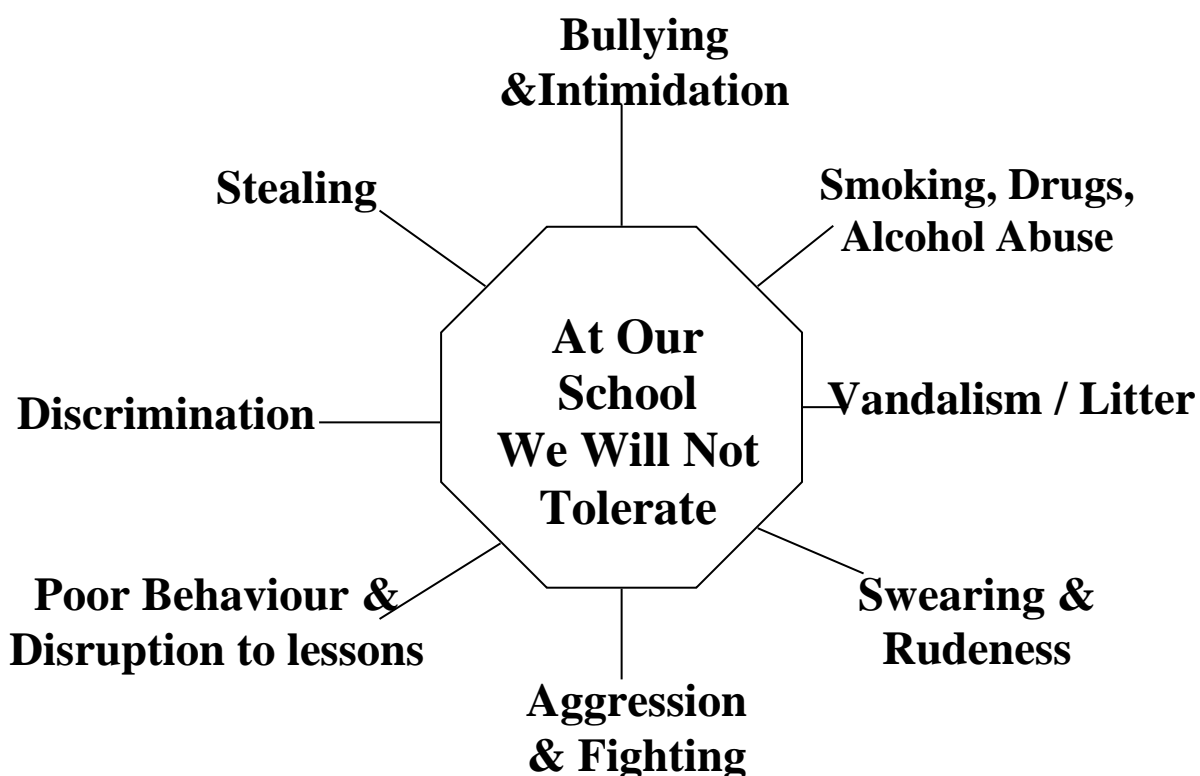 Bullying
&Intimidation
Stealing
Smoking, Drugs,
Alcohol Abuse
At Our
School
We Will Not
Tolerate
Discrimination
Vandalism / Litter
Poor Behaviour &
Disruption to lessons
Swearing &
Rudeness
Aggression
& Fighting